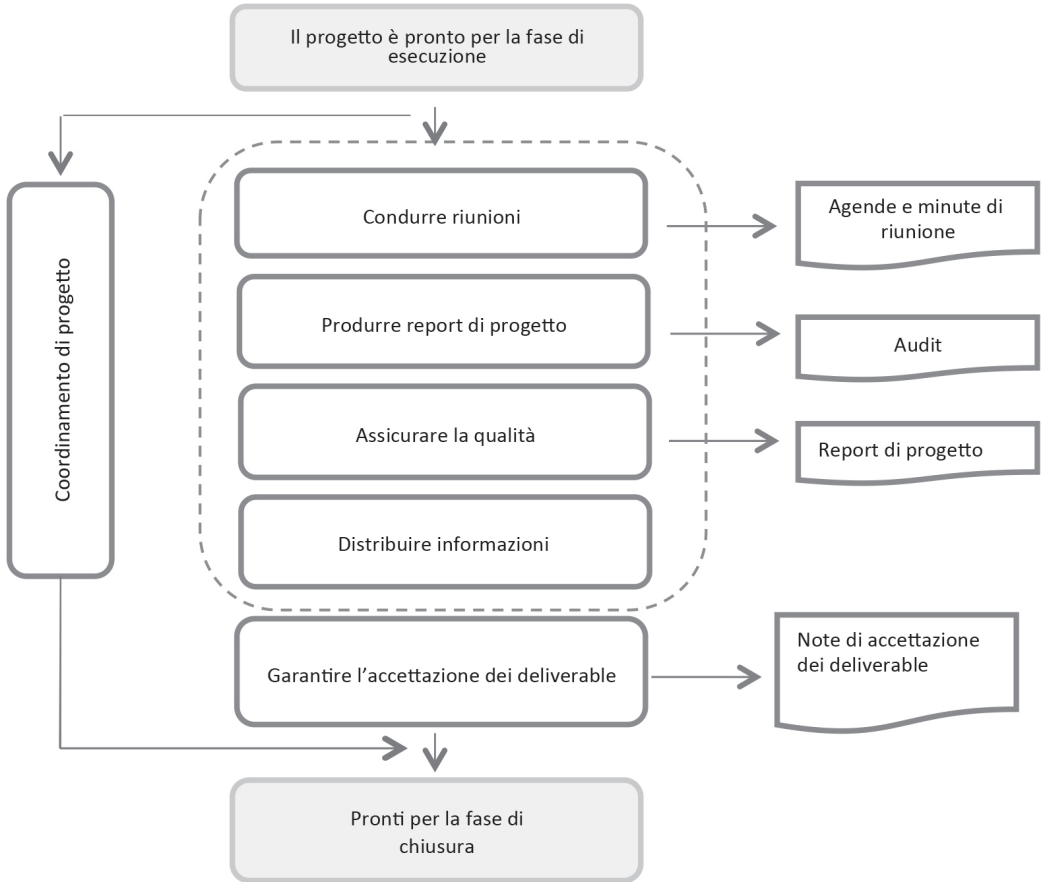 Il progetto è pronto per la fase di
esecuzione
Condurre riunioni
Agende e minute di
riunione
Coordinamento di progetto
Produrre report di progetto
Audit
Assicurare la qualità
Report di progetto
Distribuire informazioni
Garantire l’accettazione dei deliverable
Note di accettazione
dei deliverable
Pronti per la fase di
chiusura